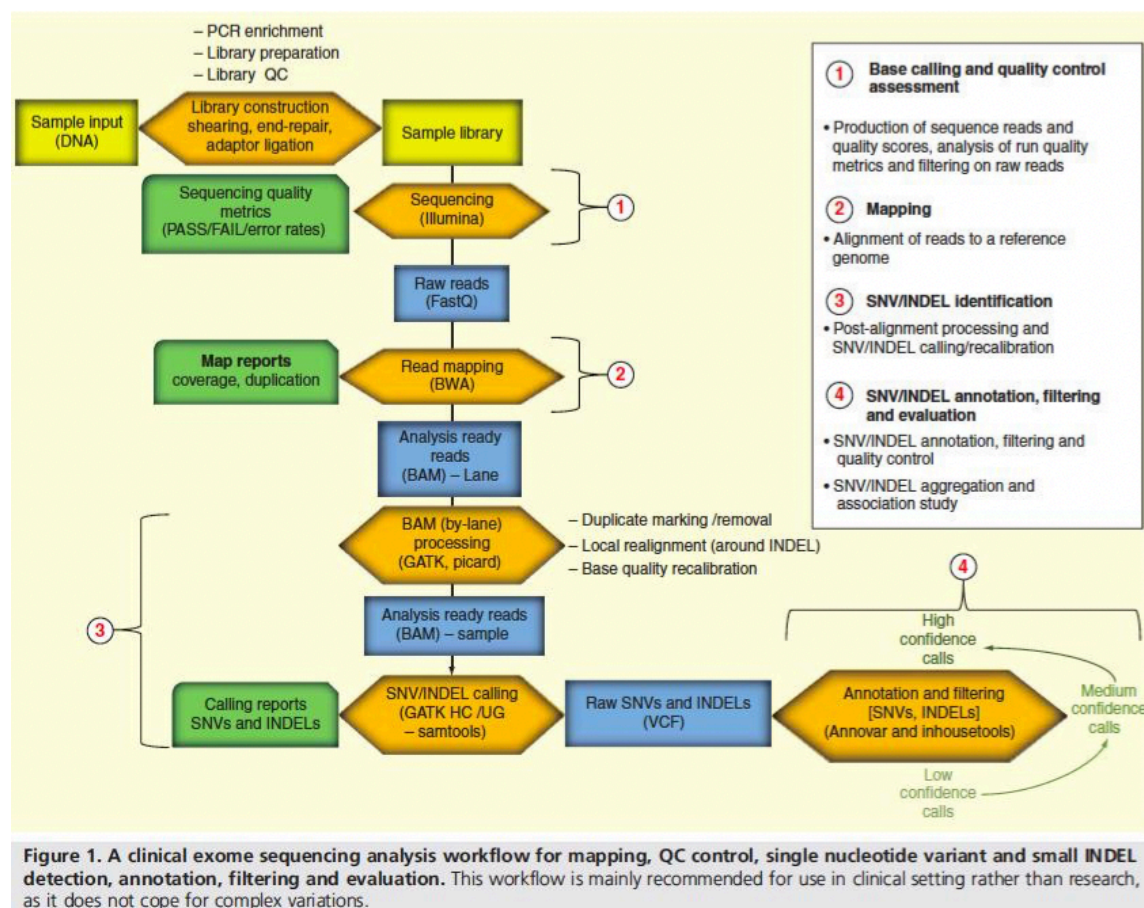 – PCR enrichment
– Library preparation
– Library QC
Sample input
(DNA)
Library construction
shearing, end-repair,
adaptor ligation
Sample library
Sequencing quality
metrics
(PASS/FAIL/error rates)
Sequencing
(Illumina)
1
Raw reads
(FastQ)
Map reports
coverage, duplication
Read mapping
(BWA)
2
Analysis ready
reads
(BAM) – Lane
BAM (by-lane)
processing
(GATK, picard)
– Duplicate marking /removal
– Local realignment (around INDEL)
– Base quality recalibration
3
Analysis ready reads
(BAM) – sample
Calling reports
SNVs and INDELs
SNV/INDEL calling
(GATK HC /UG
– samtools)
Raw SNVs and INDELs
(VCF)
4
High
confidence
calls
Annotation and filtering
[SNVs, INDELs]
(Annovar and inhousetools)
Medium
confidence
calls
Low
confidence
calls
1 Base calling and quality control
assessment
• Production of sequence reads and
quality scores, analysis of run quality
metrics and filtering on raw reads
2 Mapping
• Alignment of reads to a reference
genome
3 SNV/INDEL identification
• Post-alignment processing and
SNV/INDEL calling/recalibration
4 SNV/INDEL annotation, filtering
and evaluation
• SNV/INDEL annotation, filtering and
quality control
• SNV/INDEL aggregation and
association study
Figure 1. A clinical exome sequencing analysis workflow for mapping, QC control, single nucleotide variant and small INDEL
detection, annotation, filtering and evaluation. This workflow is mainly recommended for use in clinical setting rather than research,
as it does not cope for complex variations.